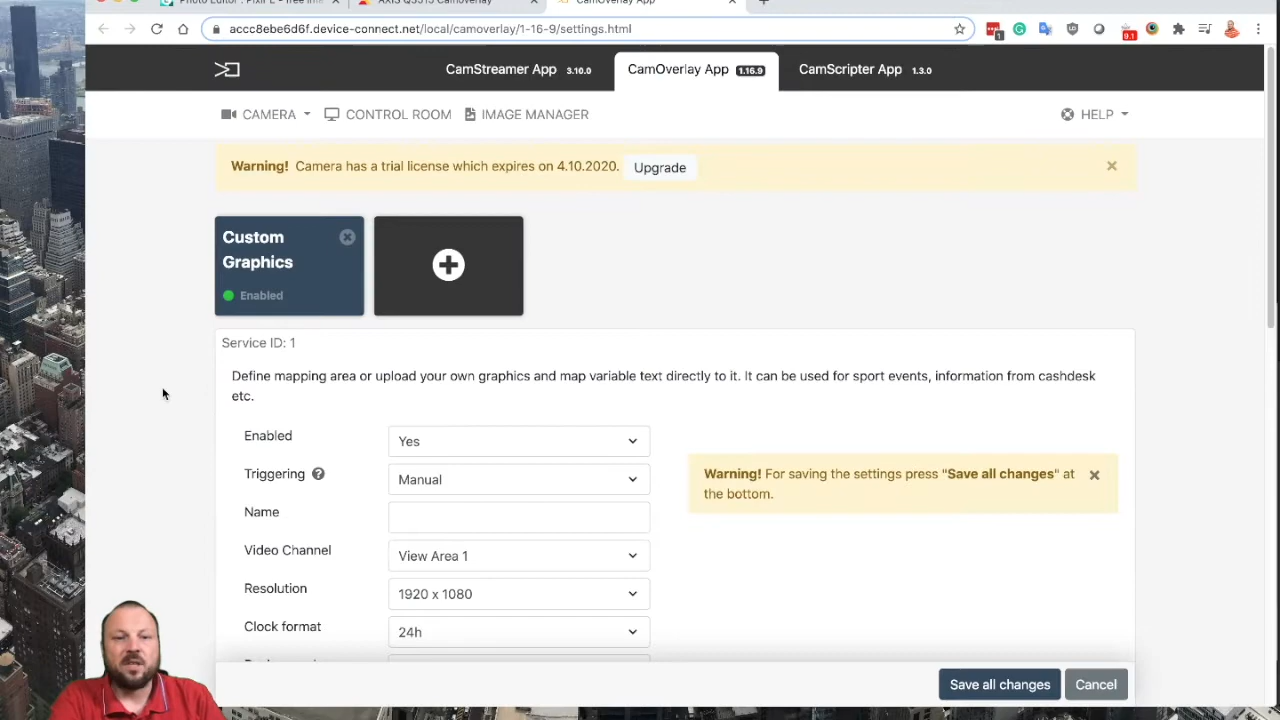 CamOverlay App
accc8ebe6d6f.device-connect.net/local/camoverlay/1-16-9/settings.html
1
9.1
CamStreamer App 3.10.0
CamOverlay App 1.16.9
CamScripter App 1.3.0
CAMERA
CONTROL ROOM
IMAGE MANAGER
HELP
Warning! Camera has a trial license which expires on 4.10.2020.
Upgrade
Custom
Graphics
Enabled
Service ID: 1
Define mapping area or upload your own graphics and map variable text directly to it. It can be used for sport events, information from cashdesk
etc.
Enabled
Yes
Triggering
Manual
Warning! For saving the settings press "Save all changes" at
the bottom.
Name
Video Channel
View Area 1
Resolution
1920 x 1080
Clock format
24h
Save all changes
Cancel